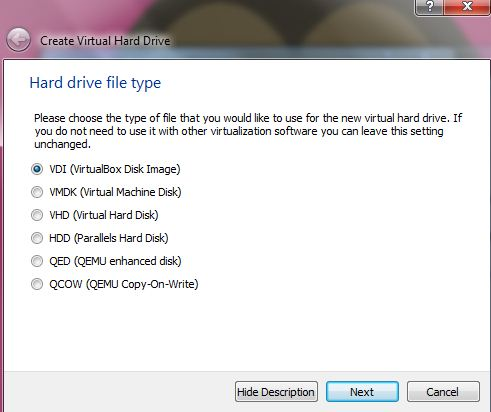 Create Virtual Hard Drive
Hard drive file type
Please choose the type of file that you would like to use for the new virtual hard drive. If
you do not need to use it with other virtualization software you can leave this setting
unchanged.
VDI (VirtualBox Disk Image)
VMDK (Virtual Machine Disk)
VHD (Virtual Hard Disk)
HDD (Parallels Hard Disk)
QED (QEMU enhanced disk)
QCOW (QEMU Copy-On-Write)
Hide Description Next Cancel